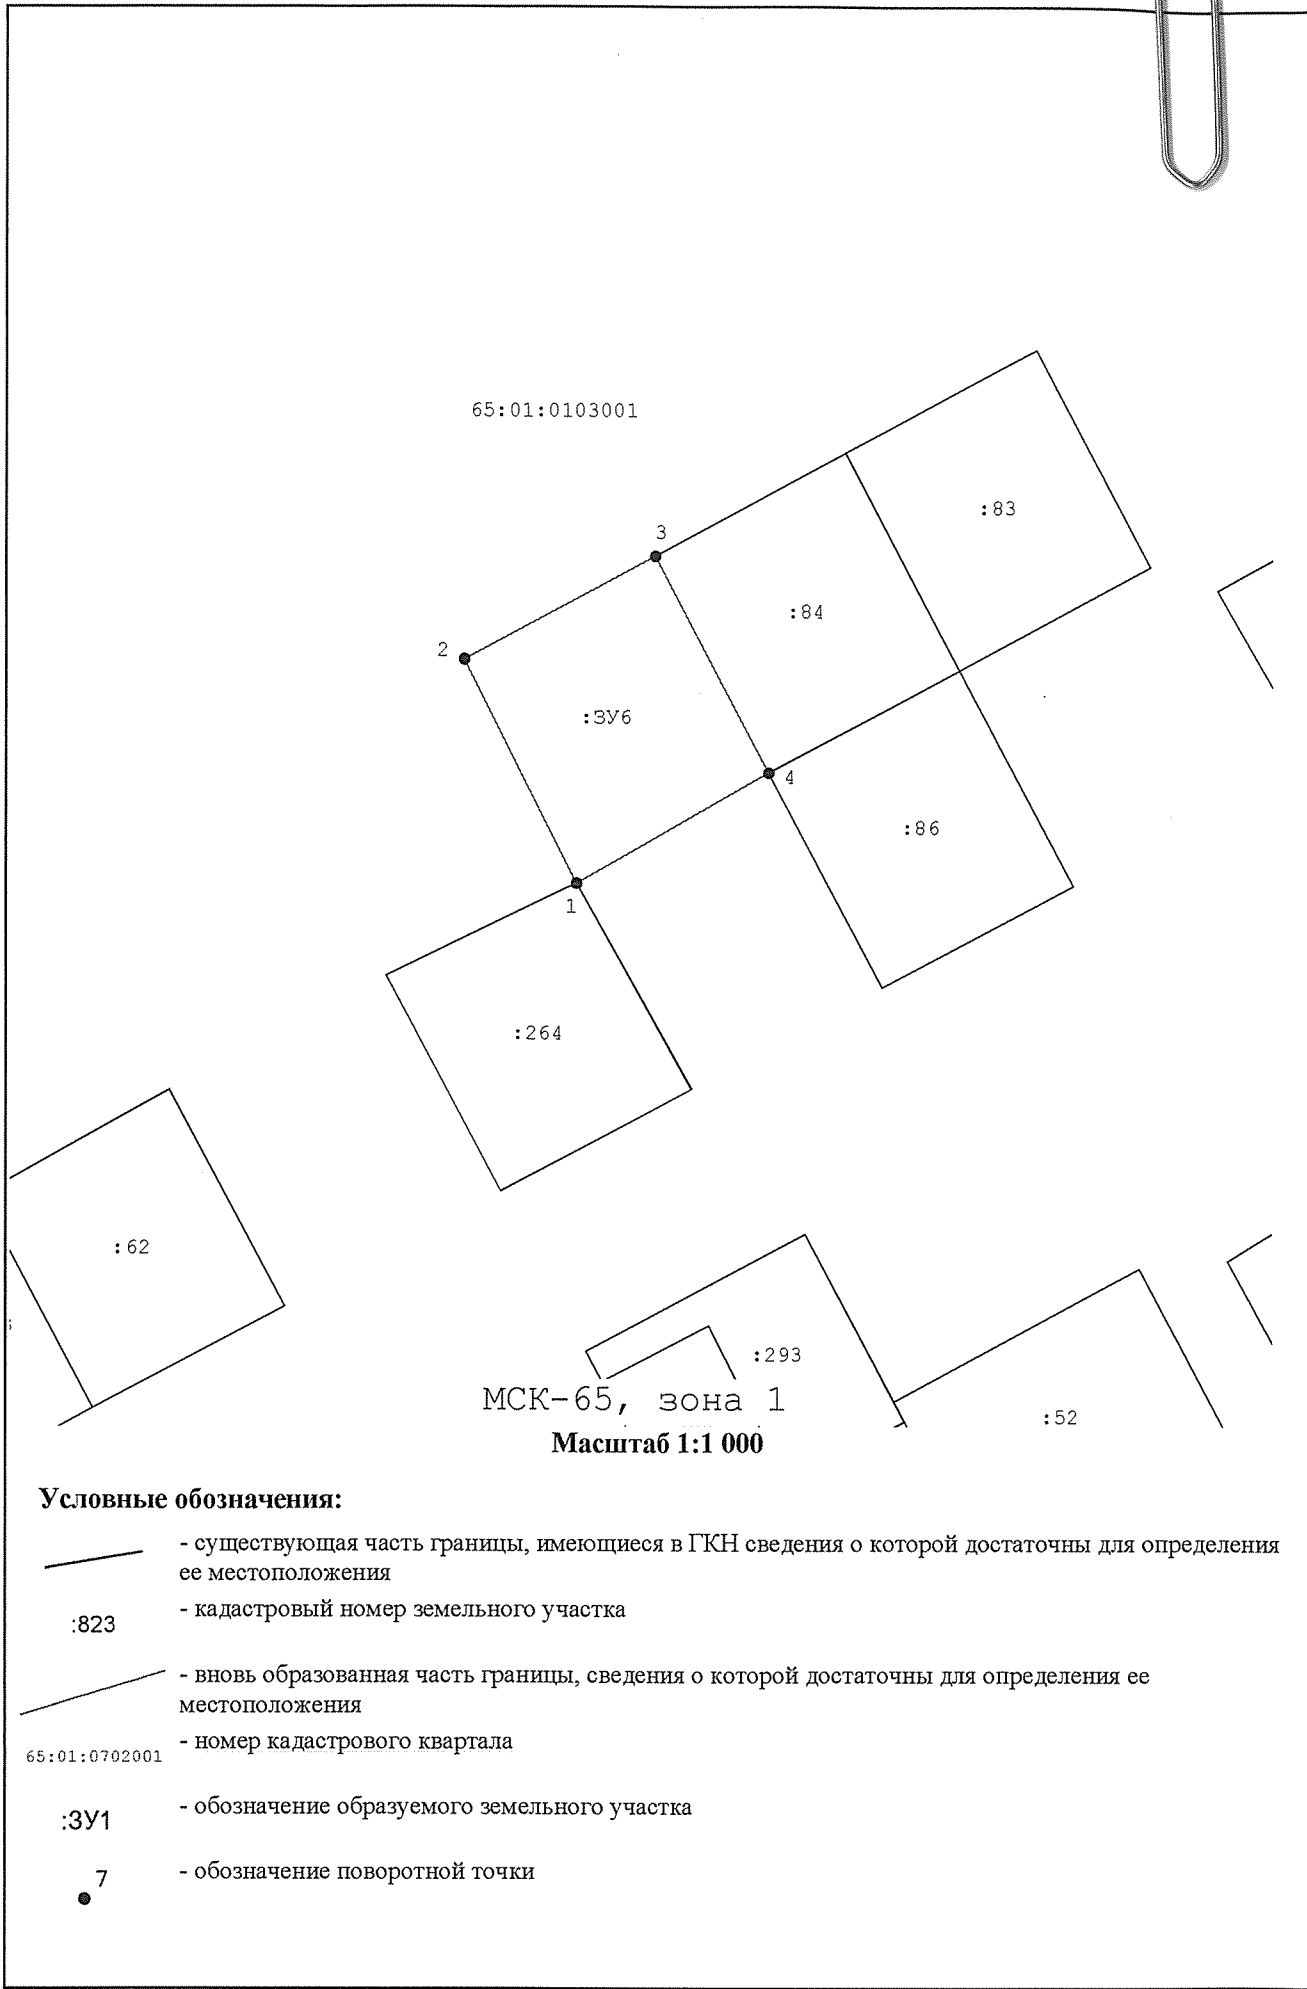 65:01:0103001
:83
3
:84
2
:ЗУ6
4
:86
1
:264
:62
:293
МСК-65, зона 1
:52
Масштаб 1:1 000
Условные обозначения:
- существующая часть границы, имеющиеся в ГКН сведения о которой достаточны для определения
ее местоположения
:823
- кадастровый номер земельного участка
- вновь образованная часть границы, сведения о которой достаточны для определения ее
местоположения
65:01:0702001
- номер кадастрового квартала
:ЗУ1
- обозначение образуемого земельного участка
7
- обозначение поворотной точки